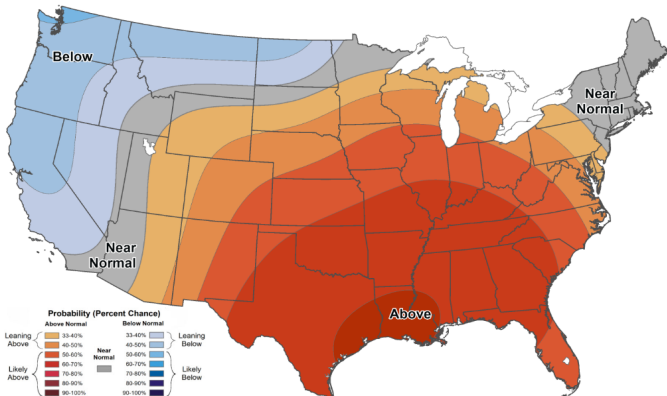 Below
Near
Normal
Near
Normal
Above
Probability (Percent Chance)
Above Normal
Below Normal
Leaning
Above
33-40%
40-50%
Likely
Above
50-60%
60-70%
70-80%
80-90%
90-100%
Near
Normal
33-40%
40-50%
Leaning
Below
50-60%
60-70%
70-80%
80-90%
90-100%
Likely
Below